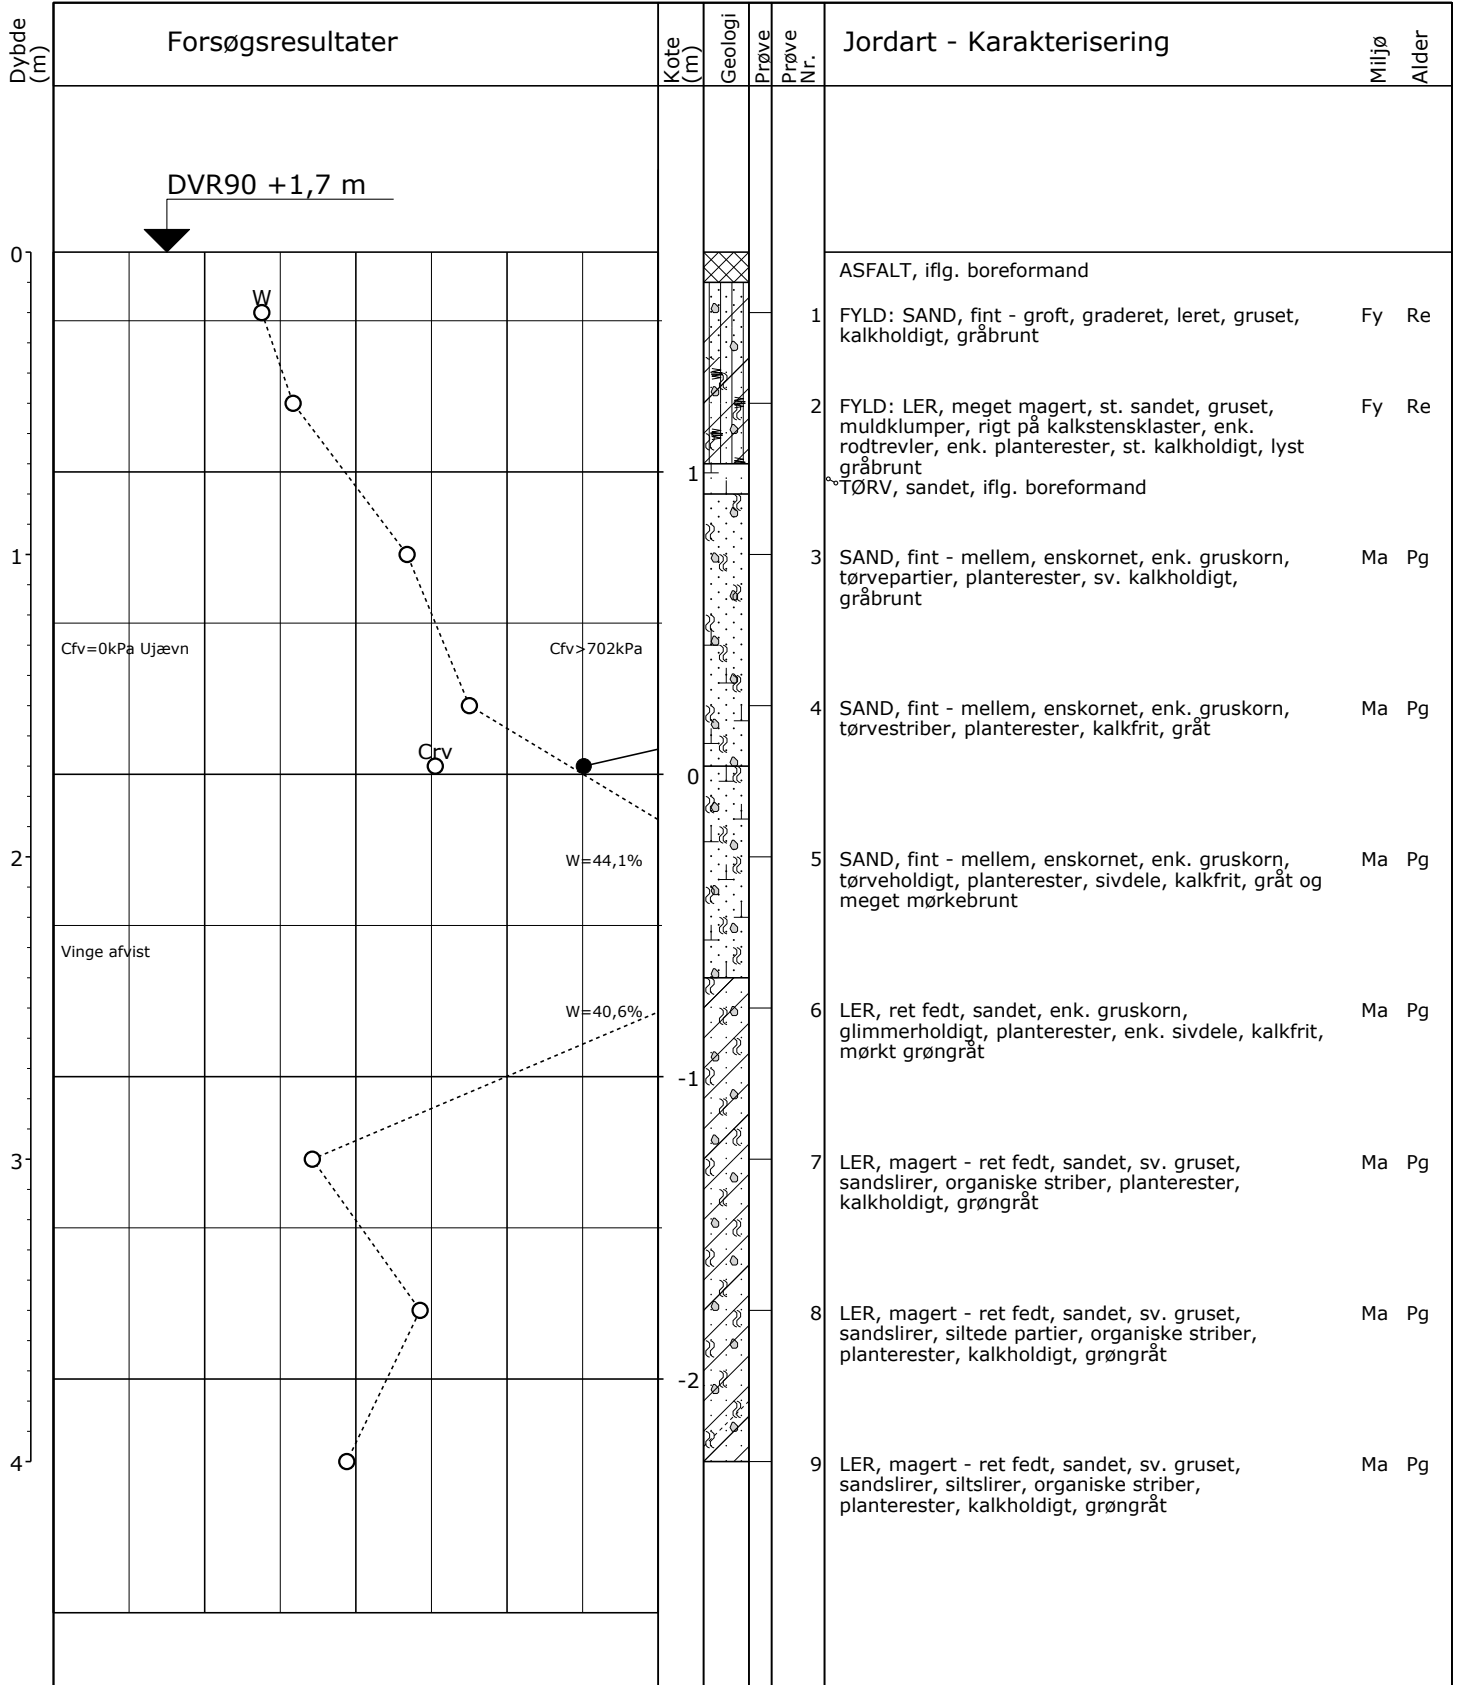 Dybde
(m)
Forsøgsresultater
Kote
(m)
Geologi
Prøve
Prøve
Nr.
Jordart - Karakterisering
Miljø
Alder
DVR90 +1,7 m
0
ASFALT, iflg. boreformand
W
1 FYLD: SAND, fint - groft, graderet, leret, gruset, Fy Re
kalkholdigt, gråbrunt
2 FYLD: LER, meget magert, st. sandet, gruset, Fy Re
muldklumper, rigt på kalkstensklaster, enk.
rodtrevler, enk. planterester, st. kalkholdigt, lyst
gråbrunt
1
TØRV, sandet, iflg. boreformand
1
3 SAND, fint - mellem, enskornet, enk. gruskorn, Ma Pg
tørvepartier, planterester, sv. kalkholdigt,
gråbrunt
Cfv=0kPa Ujævn
Cfv>702kPa
4 SAND, fint - mellem, enskornet, enk. gruskorn, Ma Pg
tørvestriber, planterester, kalkfrit, gråt
Crv
0
2
W=44,1%
5 SAND, fint - mellem, enskornet, enk. gruskorn, Ma Pg
tørveholdigt, planterester, sivdele, kalkfrit, gråt og
meget mørkebrunt
Vinge afvist
W=40,6%
6 LER, ret fedt, sandet, enk. gruskorn, Ma Pg
glimmerholdigt, planterester, enk. sivdele, kalkfrit,
mørkt grøngråt
-1
3
7 LER, magert - ret fedt, sandet, sv. gruset, Ma Pg
sandslirer, organiske striber, planterester,
kalkholdigt, grøngråt
8 LER, magert - ret fedt, sandet, sv. gruset, Ma Pg
sandslirer, siltede partier, organiske striber,
planterester, kalkholdigt, grøngråt
-2
4
9 LER, magert - ret fedt, sandet, sv. gruset, Ma Pg
sandslirer, siltslirer, organiske striber,
planterester, kalkholdigt, grøngråt